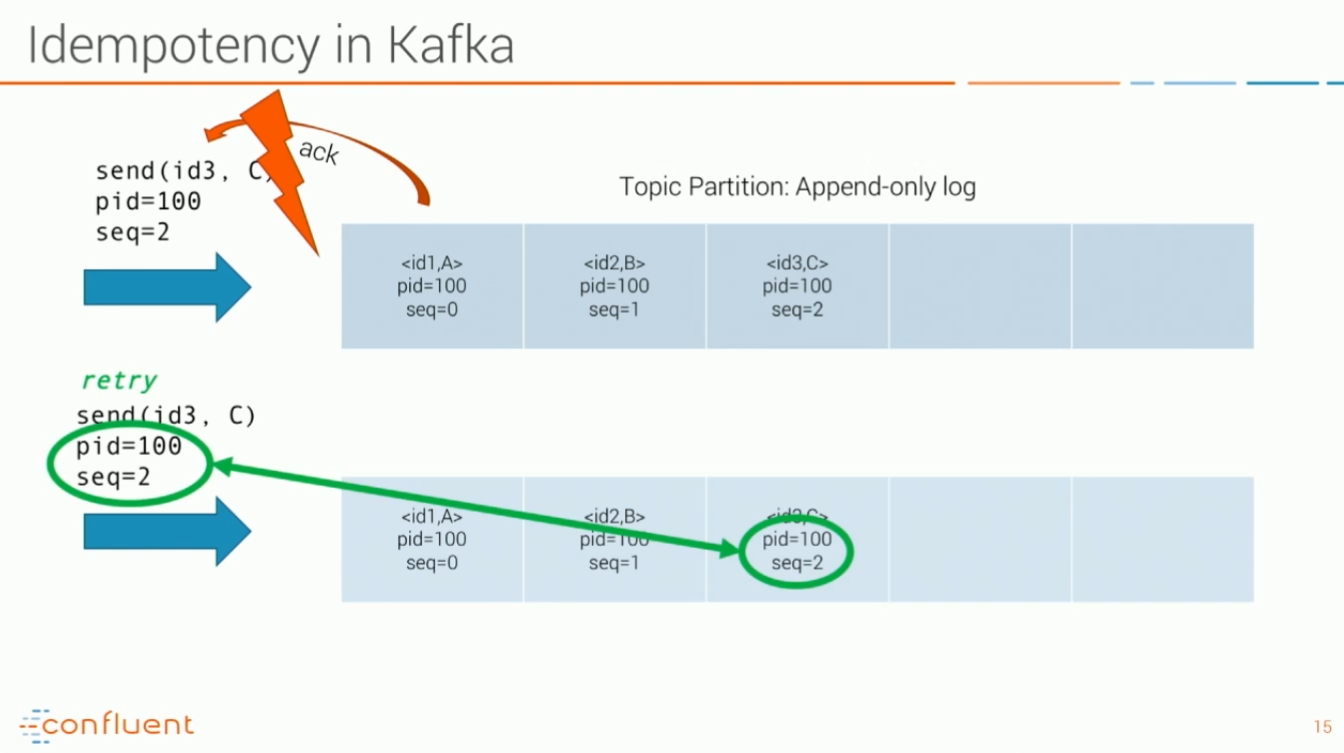 Idempotency in Kafka
ack
send(id3, C)
pid=100
seq=2
Topic Partition: Append-only log
<id1,A>
pid=100
seq=0
<id2,B>
pid=100
seq=1
<id3,C>
pid=100
seq=2
retry
send(id3, C)
pid=100
seq=2
<id1,A>
pid=100
seq=0
<id2,B>
pid=100
seq=1
<id3,C>
pid=100
seq=2
confluent
15